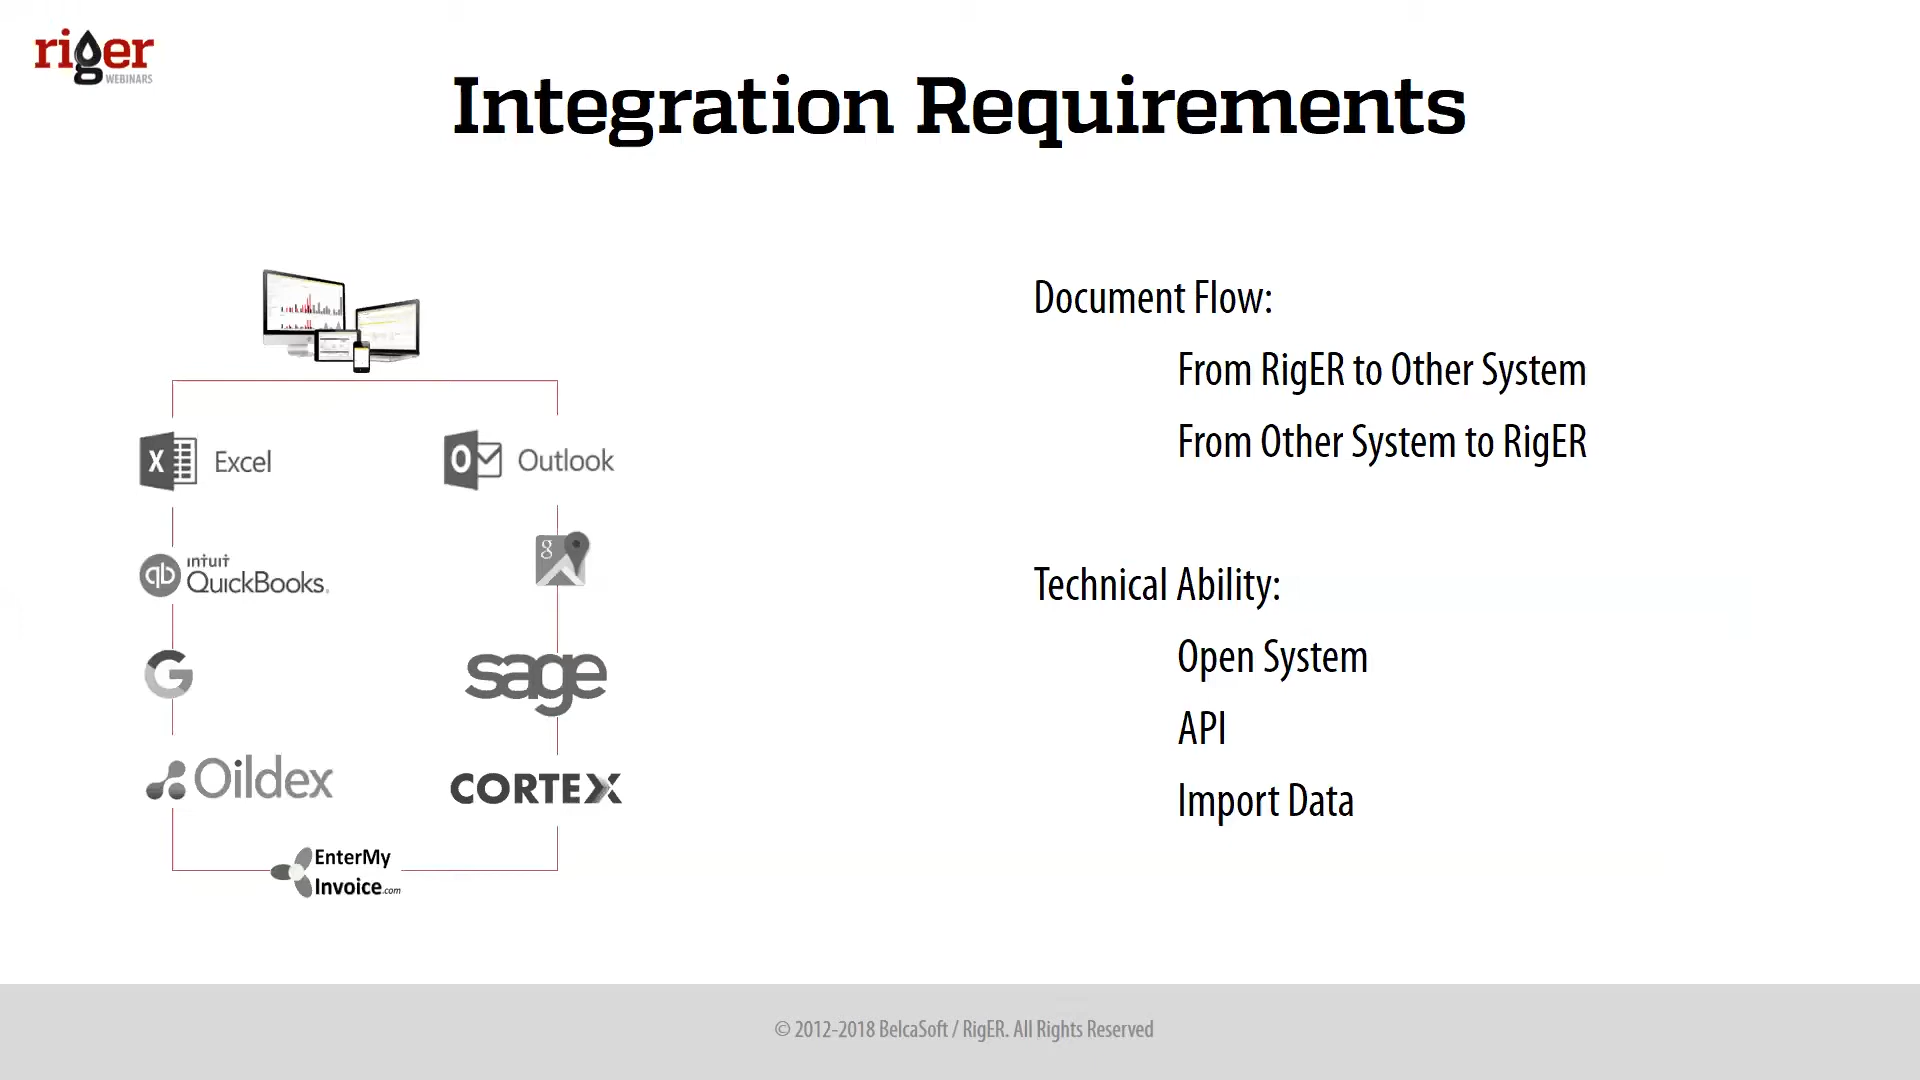 riger
WEBINARS
Integration Requirements
Excel
Outlook
intuit
qb QuickBooks.
g
G
sage
Oildex
CORTEX
EnterMy
Invoice.com
Document Flow:
From RigER to Other System
From Other System to RigER
Technical Ability:
Open System
API
Import Data
© 2012-2018 BelcaSoft / RigER. All Rights Reserved